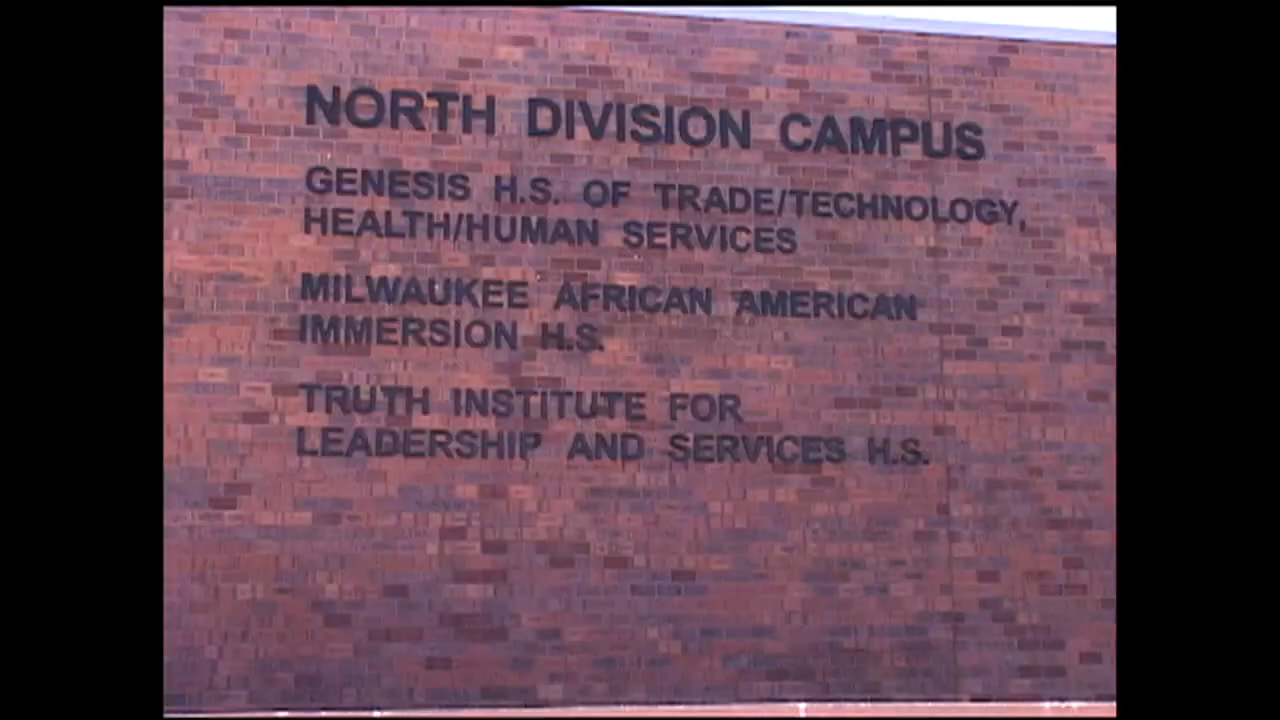 NORTH DIVISION CAMPUS
GENESIS H.S. OF TRADE/TECHNOLOGY,
HEALTH/HUMAN SERVICES
MILWAUKEE AFRICAN AMERICAN
IMMERSION H.S.
TRUTH INSTITUTE FOR
LEADERSHIP AND SERVICES H.S.